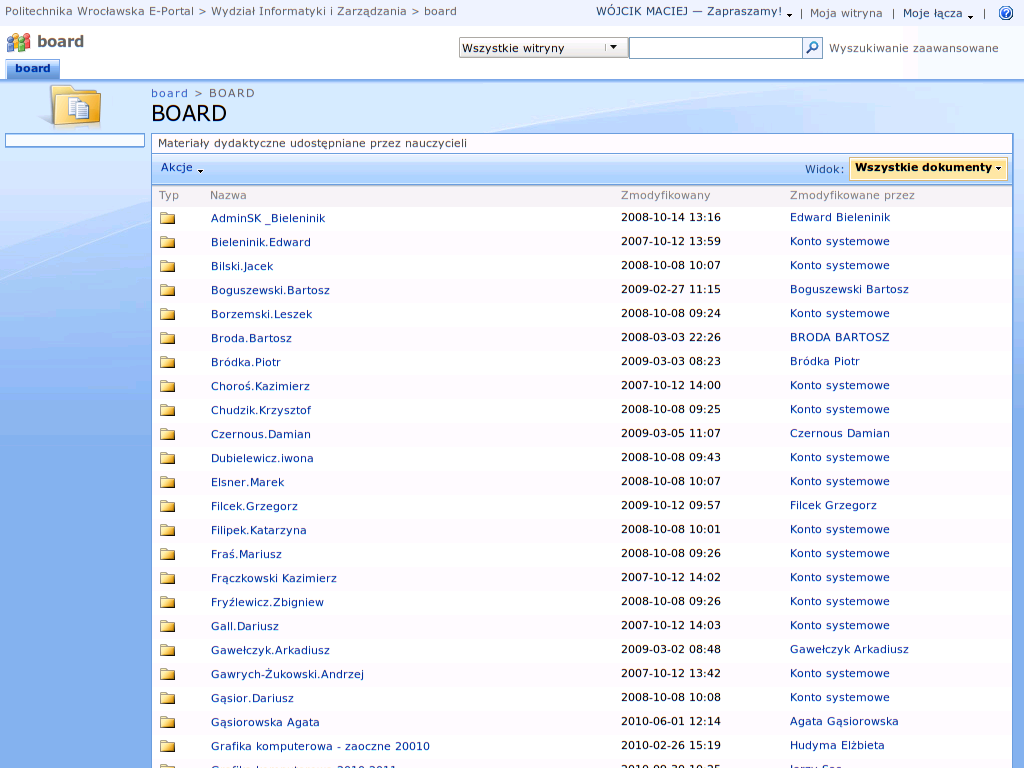 Politechnika Wrocławska E-Portal > Wydział Informatyki i Zarządzania > board
WÓJCIK MACIEJ — Zapraszamy! | Moja witryna | Moje łącza |
board
Wszystkie witryny
Wyszukiwanie zaawansowane
board
board > BOARD
BOARD
Materiały dydaktyczne udostępniane przez nauczycieli
Akcje Widok: Wszystkie dokumenty
Typ Nazwa Zmodyfikowany Zmodyfikowane przez
AdminSK _Bieleninik 2008-10-14 13:16 Edward Bieleninik
Bieleninik.Edward 2007-10-12 13:59 Konto systemowe
Bilski.Jacek 2008-10-08 10:07 Konto systemowe
Boguszewski.Bartosz 2009-02-27 11:15 Boguszewski Bartosz
Borzemski.Leszek 2008-10-08 09:24 Konto systemowe
Broda.Bartosz 2008-03-03 22:26 BRODA BARTOSZ
Bródka.Piotr 2009-03-03 08:23 Bródka Piotr
Choroś.Kazimierz 2007-10-12 14:00 Konto systemowe
Chudzik.Krzysztof 2008-10-08 09:25 Konto systemowe
Czernous.Damian 2009-03-05 11:07 Czernous Damian
Dubielewicz.iwona 2008-10-08 09:43 Konto systemowe
Elsner.Marek 2008-10-08 10:07 Konto systemowe
Filcek.Grzegorz 2009-10-12 09:57 Filcek Grzegorz
Filipek.Katarzyna 2008-10-08 10:01 Konto systemowe
Fraś.Mariusz 2008-10-08 09:26 Konto systemowe
Frączkowski Kazimierz 2007-10-12 14:02 Konto systemowe
Fryźlewicz.Zbigniew 2008-10-08 09:26 Konto systemowe
Gall.Dariusz 2007-10-12 14:03 Konto systemowe
Gawełczyk.Arkadiusz 2009-03-02 08:48 Gawełczyk Arkadiusz
Gawrych-Żukowski.Andrzej 2007-10-12 13:42 Konto systemowe
Gąsior.Dariusz 2008-10-08 10:08 Konto systemowe
Gąsiorowska Agata 2010-06-01 12:14 Agata Gąsiorowska
Grafika komputerowa - zaoczne 20010 2010-02-26 15:19 Hudyma Elżbieta